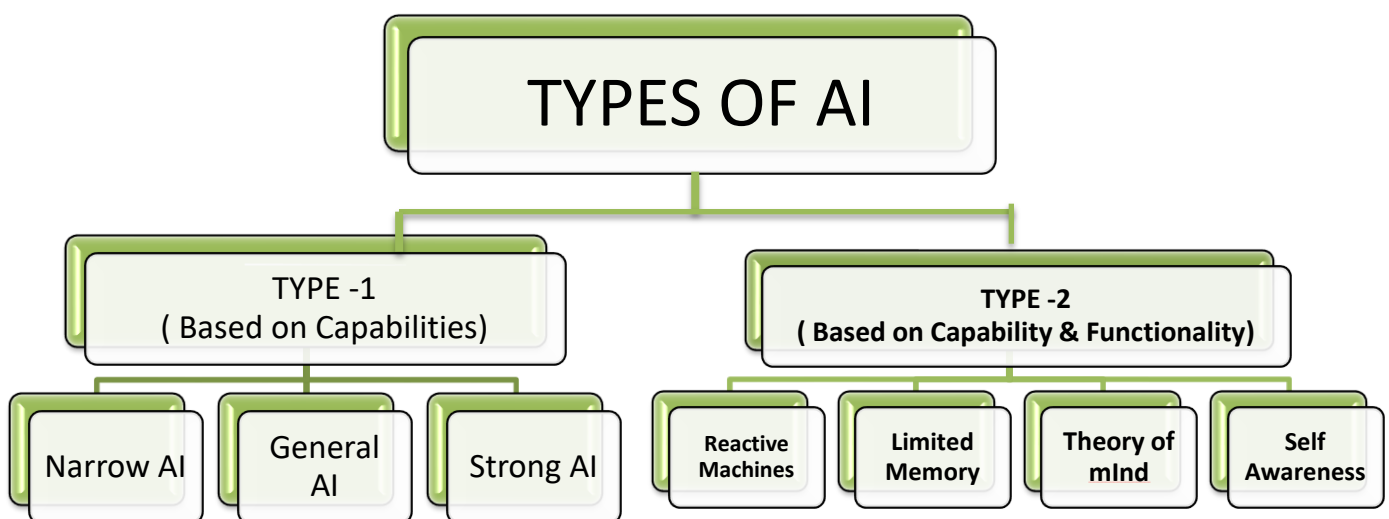 TYPES OF AI
TYPE -1
( Based on Capabilities)
TYPE -2
( Based on Capability & Functionality)
Narrow AI
General
AI
Strong AI
Reactive
Machines
Limited
Memory
Theory of
mInd
Self
Awareness